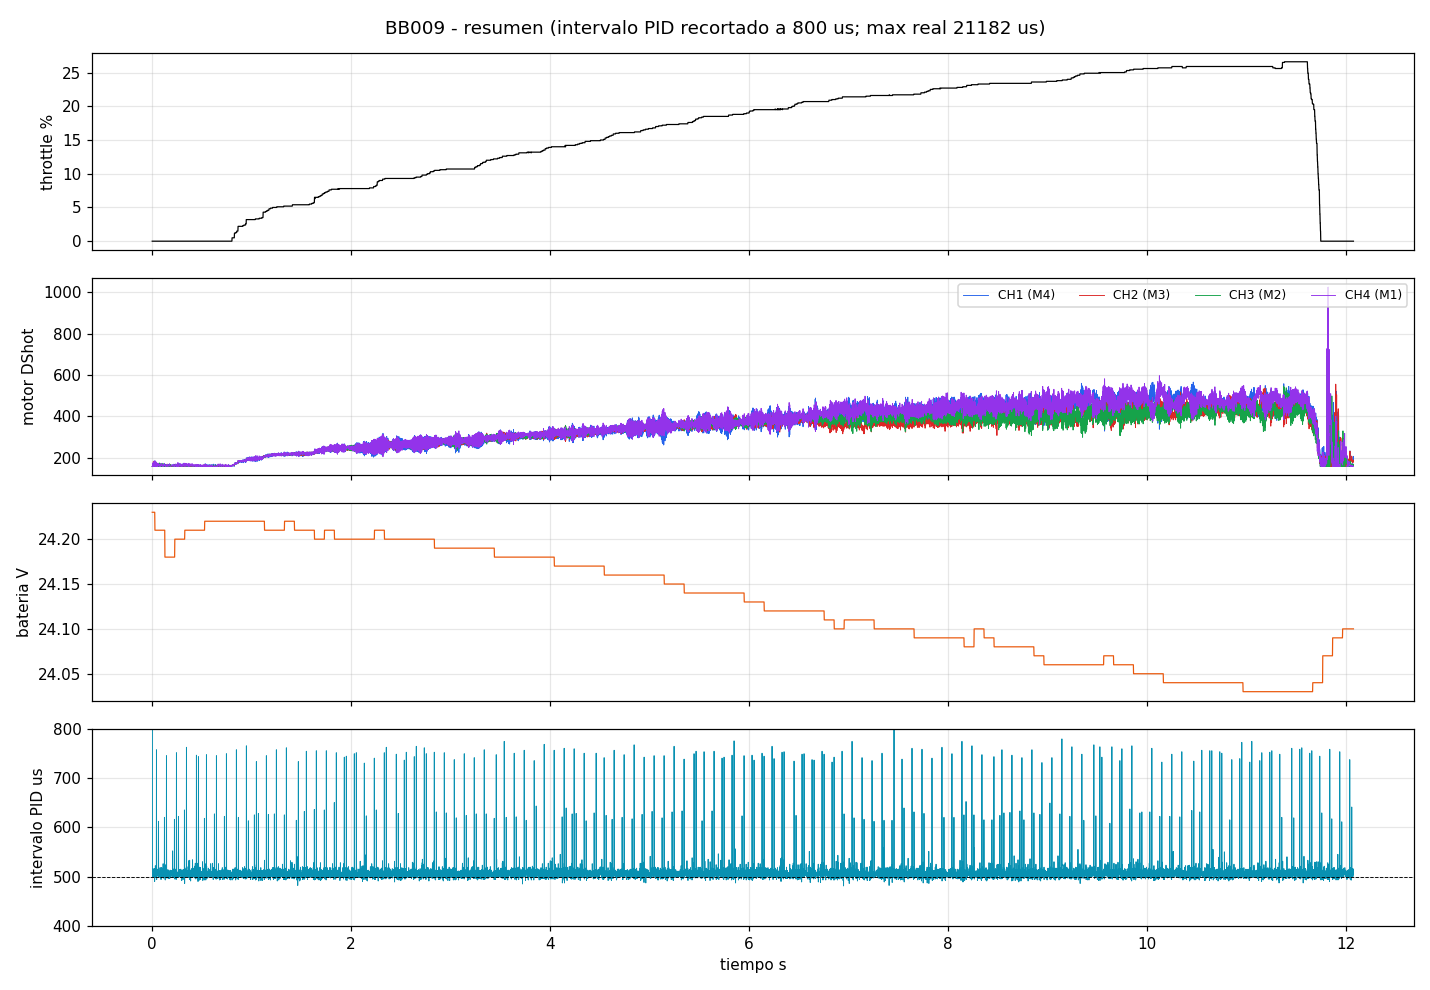 BB009 - resumen (intervalo PID recortado a 800 us; max real 21182 us)
throttle %
25
20
15
10
5
0
motor DShot
1000
800
600
400
200
CH1 (M4) CH2 (M3) CH3 (M2) CH4 (M1)
bateria V
24.20
24.15
24.10
24.05
intervalo PID us
800
700
600
500
400
0 2 4 6 8 10 12
tiempo s